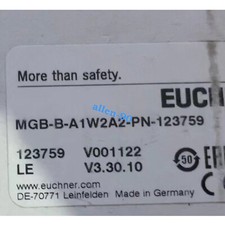 More than safety.
EUCH
MGB-B-A1W2A2-PN-123759
123759 V001122
LE V3.30.10
50
www.euchner.com
DE-70771 Leinfelden Made in Germany